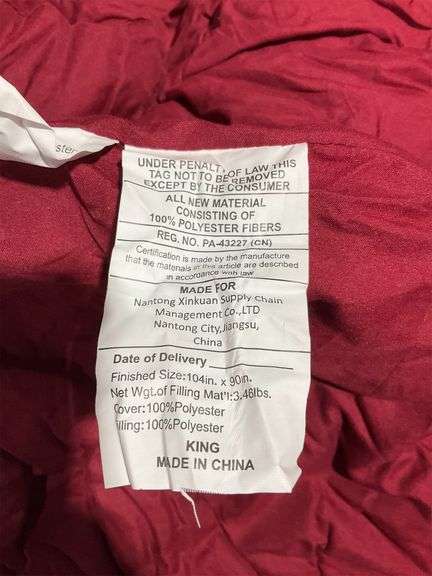 ster
UNDER PENALTY OF LAW THIS
TAG NOT TO BE REMOVED
EXCEPT BY THE CONSUMER
ALL NEW MATERIAL
CONSISTING OF
100% POLYESTER FIBERS
REG. NO. PA-43227 (CN)
Certification is made by the manufacture
that the materials in this article are described
in accordance with law
MADE FOR
Nantong Xinkuan Supply Chain
Management Co.,LTD
Nantong City,Jiangsu,
China
Date of Delivery
Finished Size:104in. x 90in.
Net Wgt.of Filling Mat'l:3.46lbs.
Cover:100%Polyester
Filling:100%Polyester
KING
MADE IN CHINA